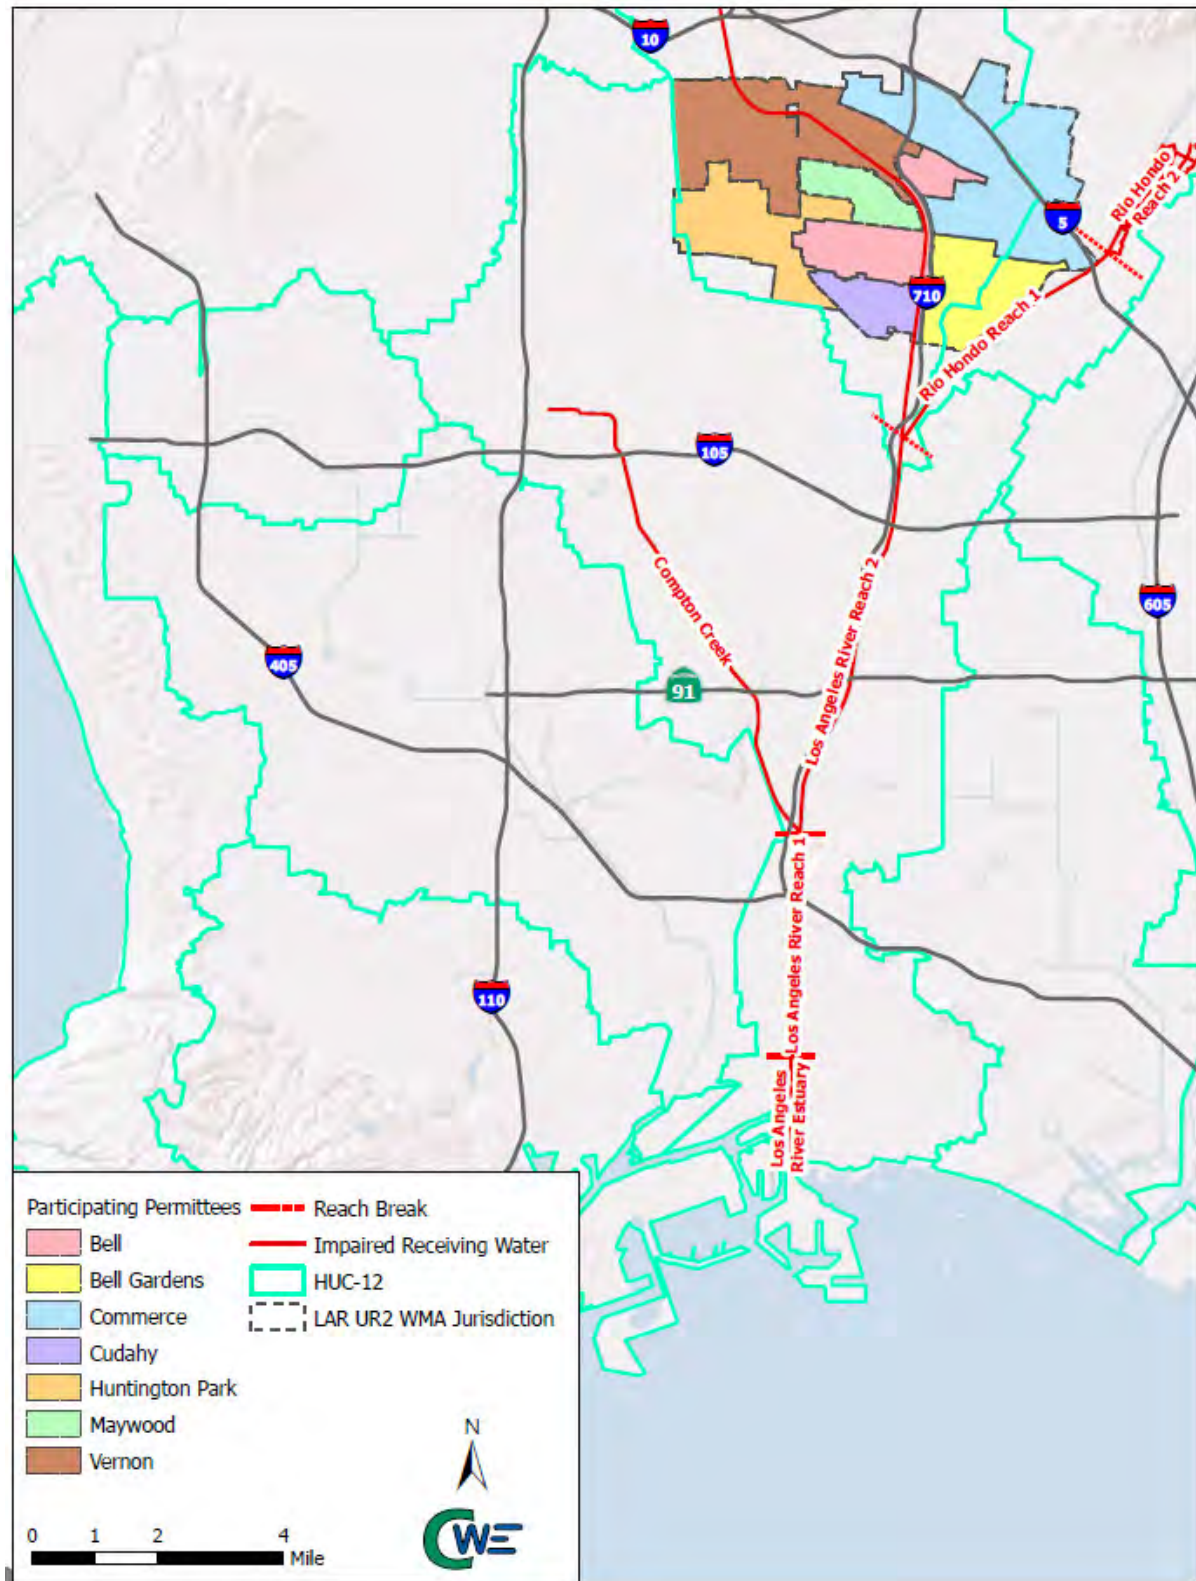 10
5
Rio Hondo
Reach 2
710
Rio Hondo Reach 1
105
Compton Creek
Los Angeles River Reach 2
605
405
91
Los Angeles River Reach 1
110
Los Angeles
River Estuary
Participating Permittees
Bell
Bell Gardens
Commerce
Cudahy
Huntington Park
Maywood
Vernon
Reach Break
Impaired Receiving Water
HUC-12
LAR UR2 WMA Jurisdiction
N
CWE
0 1 2 4
Mile